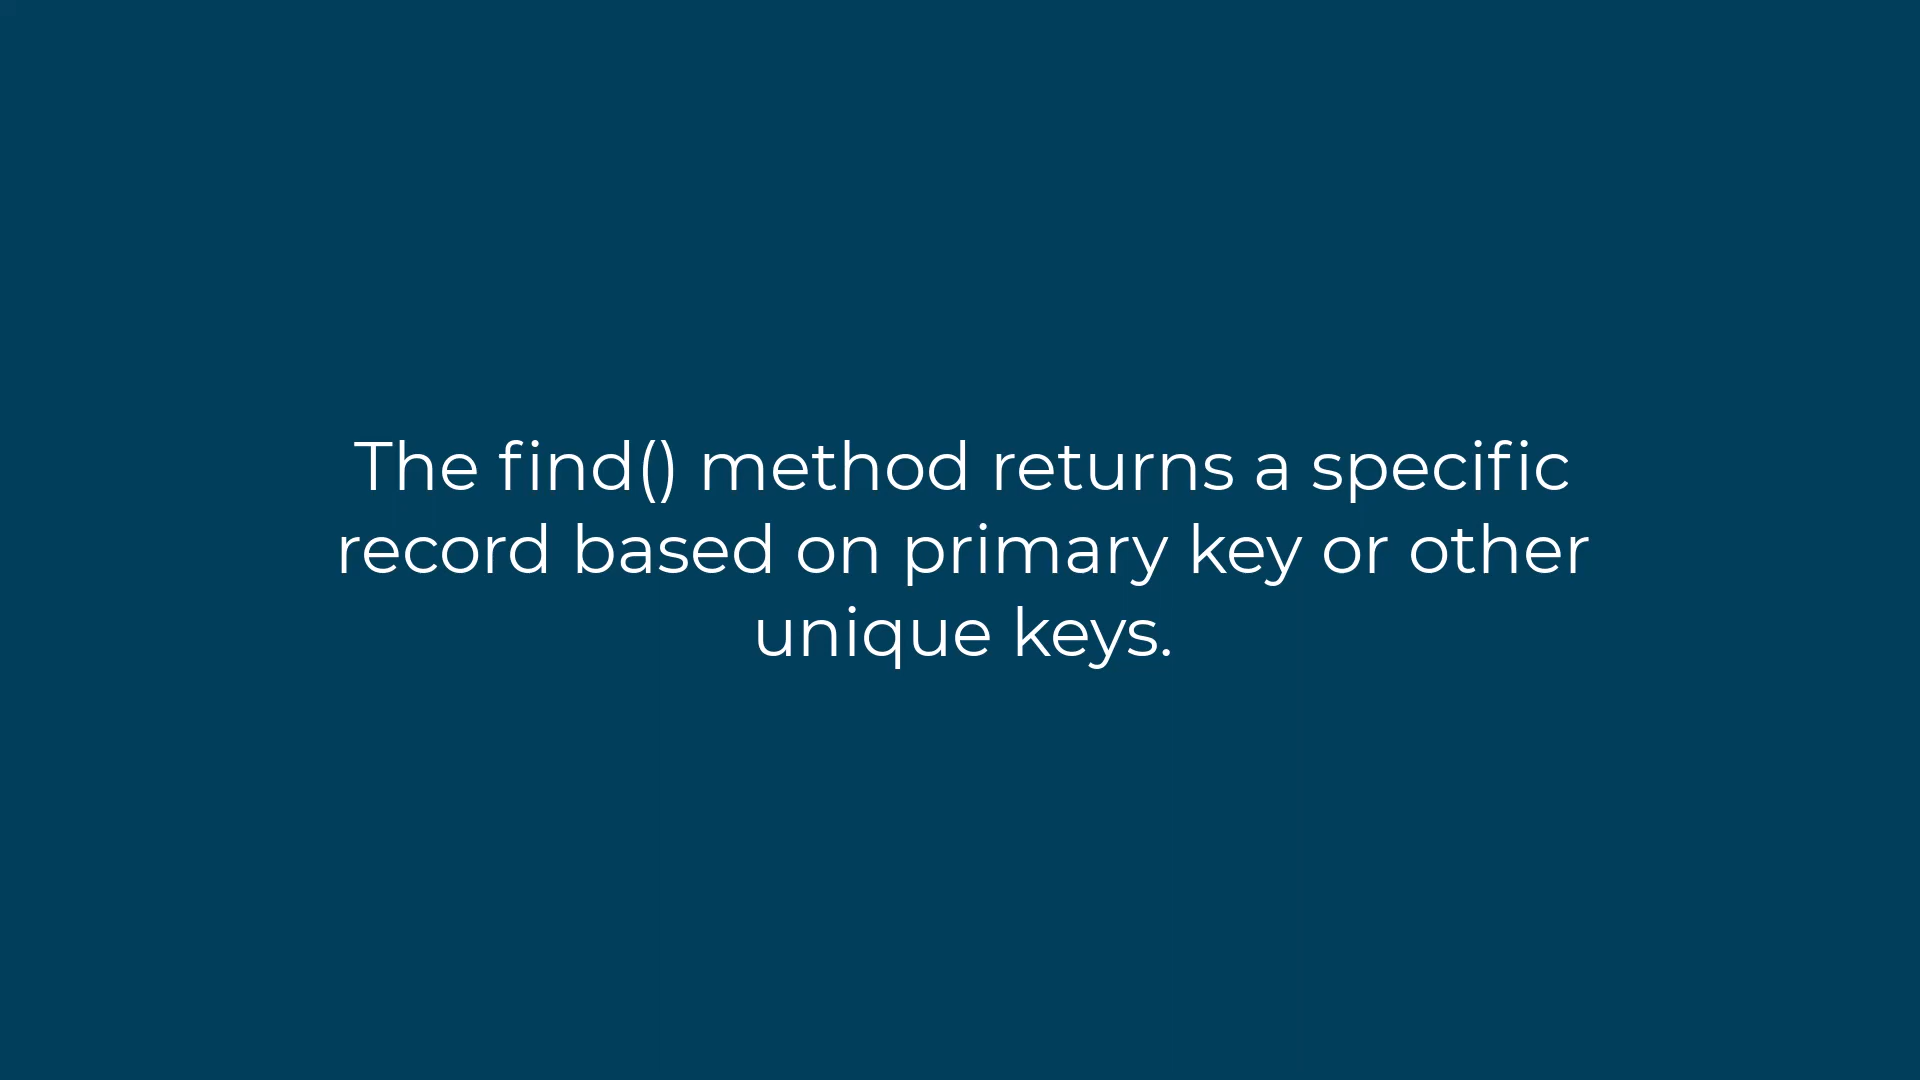 The find() method returns a specific
record based on primary key or other
unique keys.